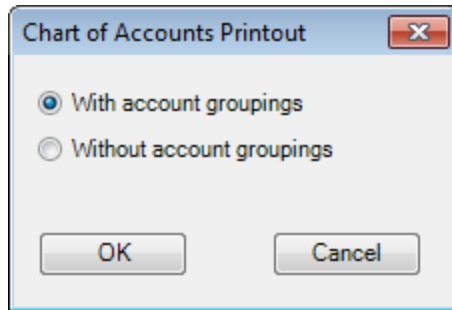 Chart of Accounts Printout
With account groupings
Without account groupings
OK Cancel